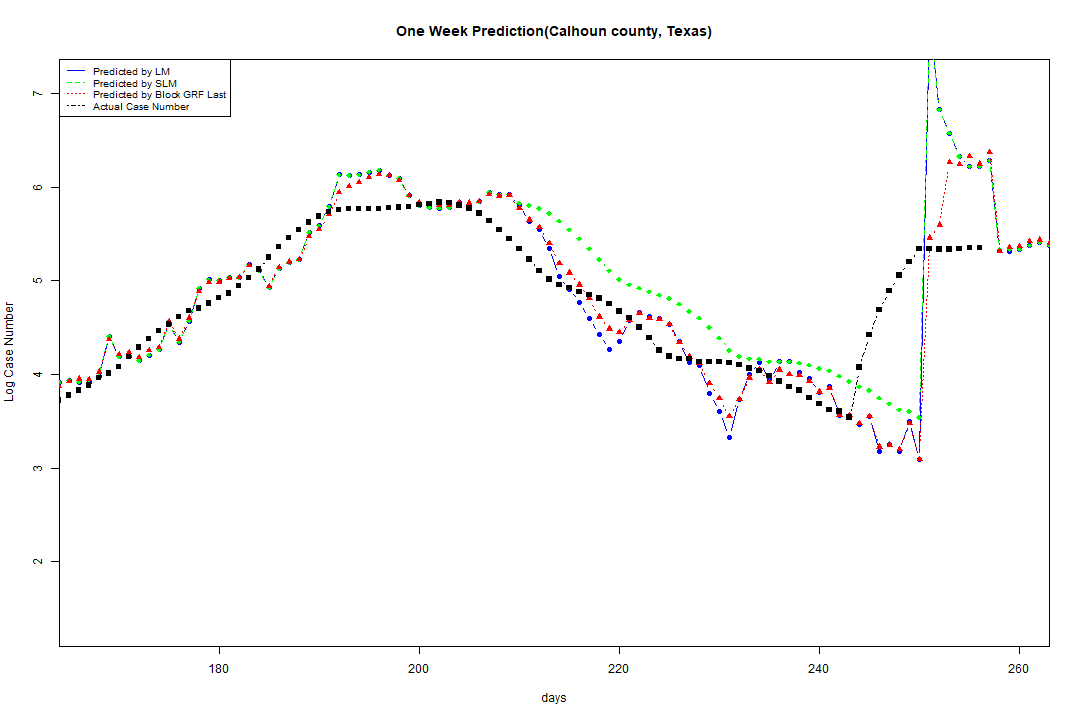 One Week Prediction(Calhoun county, Texas)
Predicted by LM
Predicted by SLM
Predicted by Block GRF Last
Actual Case Number
7
6
5
4
3
2
Log Case Number
180
200
220
240
260
days